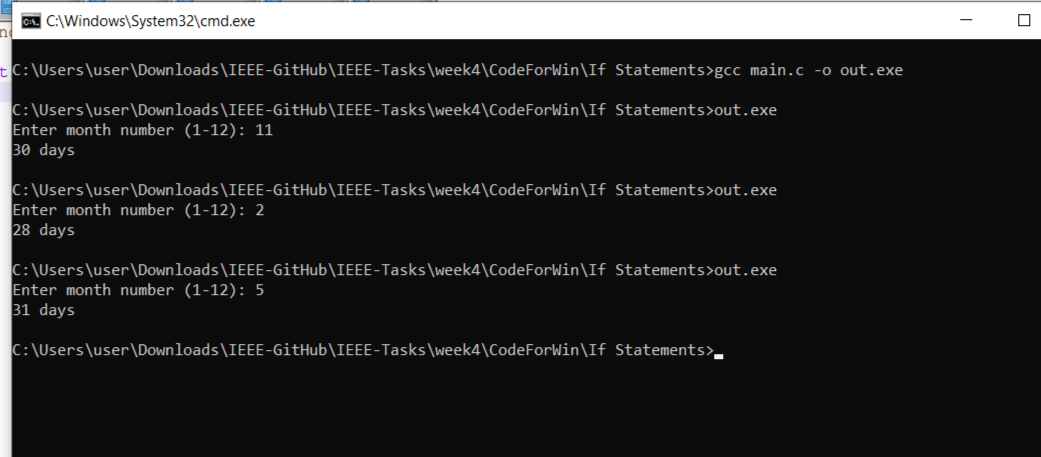 C:\Windows\System32\cmd.exe
C:\Users\user\Downloads\IEEE-GitHub\IEEE-Tasks\week4\CodeForWin\If Statements>gcc main.c -o out.exe
C:\Users\user\Downloads\IEEE-GitHub\IEEE-Tasks\week4\CodeForWin\If Statements>out.exe
Enter month number (1-12): 11
30 days
C:\Users\user\Downloads\IEEE-GitHub\IEEE-Tasks\week4\CodeForWin\If Statements>out.exe
Enter month number (1-12): 2
28 days
C:\Users\user\Downloads\IEEE-GitHub\IEEE-Tasks\week4\CodeForWin\If Statements>out.exe
Enter month number (1-12): 5
31 days
C:\Users\user\Downloads\IEEE-GitHub\IEEE-Tasks\week4\CodeForWin\If Statements>